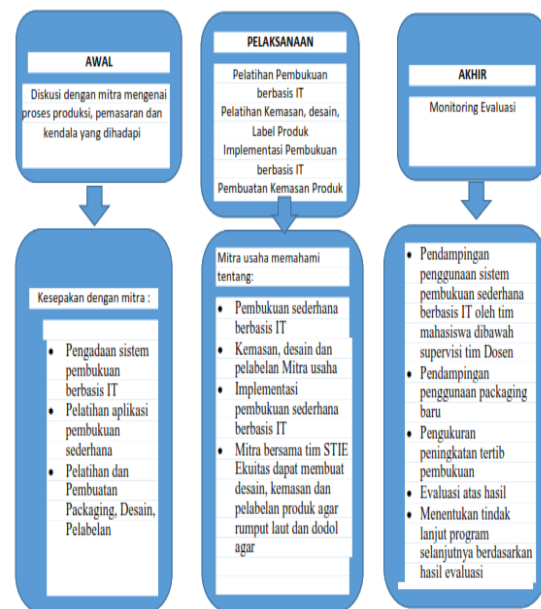 AWAL
Diskusi dengan mitra mengenai
proses produksi, pemasaran dan
kendala yang dihadapi
Kesepakan dengan mitra :
• Pengadaan sistem
pembukuan
berbasis IT
• Pelatihan aplikasi
pembukuan
sederhana
• Pelatihan dan
Pembuatan
Packaging, Desain,
Pelabelan
PELAKSANAAN
Pelatihan Pembukuan
berbasis IT
Pelatihan Kemasan, desain,
Label Produk
Implementasi Pembukuan
berbasis IT
Pembuatan Kemasan Produk
Mitra usaha memahami
tentang:
• Pembukuan sederhana
berbasis IT
• Kemasan, desain dan
pelabelan Mitra usaha
• Implementasi
pembukuan sederhana
berbasis IT
• Mitra bersama tim STIE
Ekuitas dapat membuat
desain, kemasan dan
pelabelan produk agar
rumput laut dan dodol
agar
AKHIR
Monitoring Evaluasi
• Pendampingan
penggunaan sistem
pembukuan sederhana
berbasis IT oleh tim
mahasiswa dibawah
supervisi tim Dosen
• Pendampingan
penggunaan packaging
baru
• Pengukuran
peningkatan tertib
pembukuan
• Evaluasi atas hasil
• Menentukan tindak
lanjut program
selanjutnya berdasarkan
hasil evaluasi